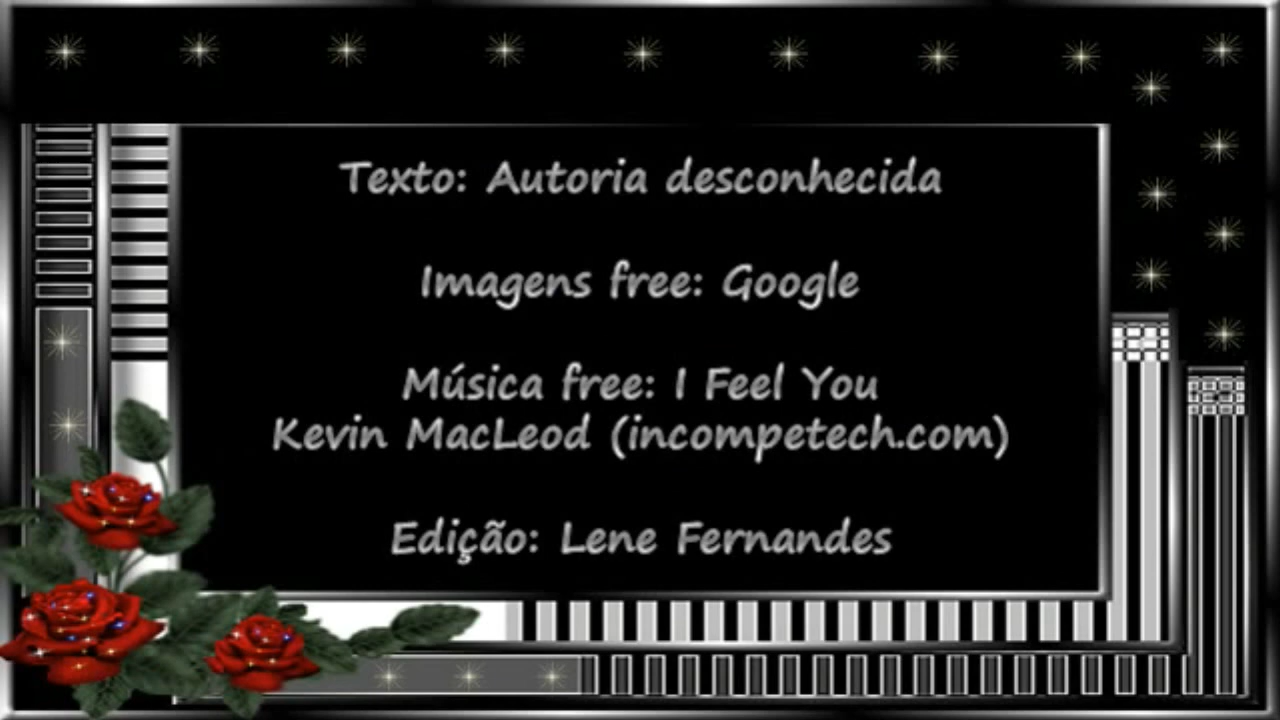 Texto: Autoria desconhecida
Imagens free: Google
Música free: I Feel You
Kevin MacLeod (incompetech.com)
Edição: Lene Fernandes